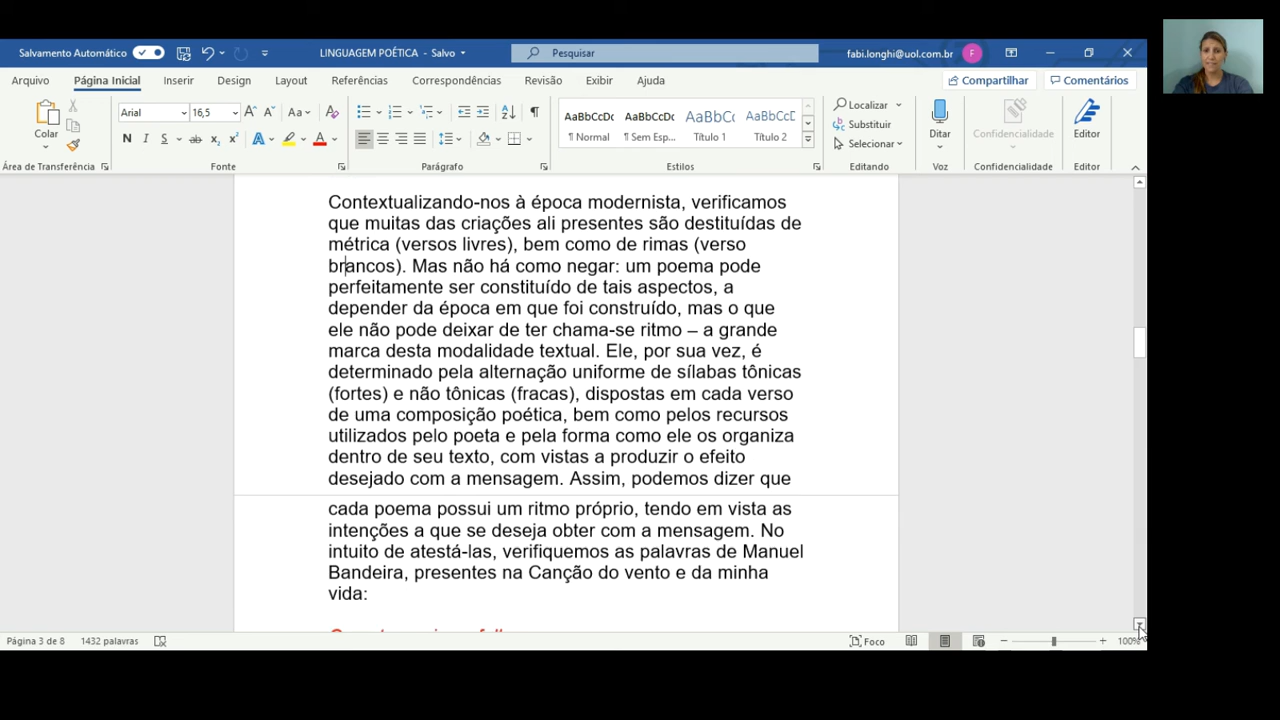 Salvamento Automático
LINGUAGEM POÉTICA - Salvo
Pesquisar
fabi.longhi@uol.com.br
F
Arquivo
Página Inicial
Inserir
Design
Layout
Referências
Correspondências
Revisão
Exibir
Ajuda
Compartilhar
Comentários
Colar
Arial
16,5
Aa
N I S ab x₂ x²
AaBbCcDc
¶ Normal
AaBbCcDc
¶ Sem Esp...
AaBbCc
Título 1
AaBbCcD
Título 2
Localizar
Substituir
Selecionar
Ditar
Confidencialidade
Editor
Área de Transferência
Fonte
Parágrafo
Estilos
Editando
Voz
Confidencialidade
Editor
Contextualizando-nos à época modernista, verificamos
que muitas das criações ali presentes são destituídas de
métrica (versos livres), bem como de rimas (verso
brancos). Mas não há como negar: um poema pode
perfeitamente ser constituído de tais aspectos, a
depender da época em que foi construído, mas o que
ele não pode deixar de ter chama-se ritmo – a grande
marca desta modalidade textual. Ele, por sua vez, é
determinado pela alternação uniforme de sílabas tônicas
(fortes) e não tônicas (fracas), dispostas em cada verso
de uma composição poética, bem como pelos recursos
utilizados pelo poeta e pela forma como ele os organiza
dentro de seu texto, com vistas a produzir o efeito
desejado com a mensagem. Assim, podemos dizer que
cada poema possui um ritmo próprio, tendo em vista as
intenções a que se deseja obter com a mensagem. No
intuito de atestá-las, verifiquemos as palavras de Manuel
Bandeira, presentes na Canção do vento e da minha
vida:
Página 3 de 8
1432 palavras
Foco
100%